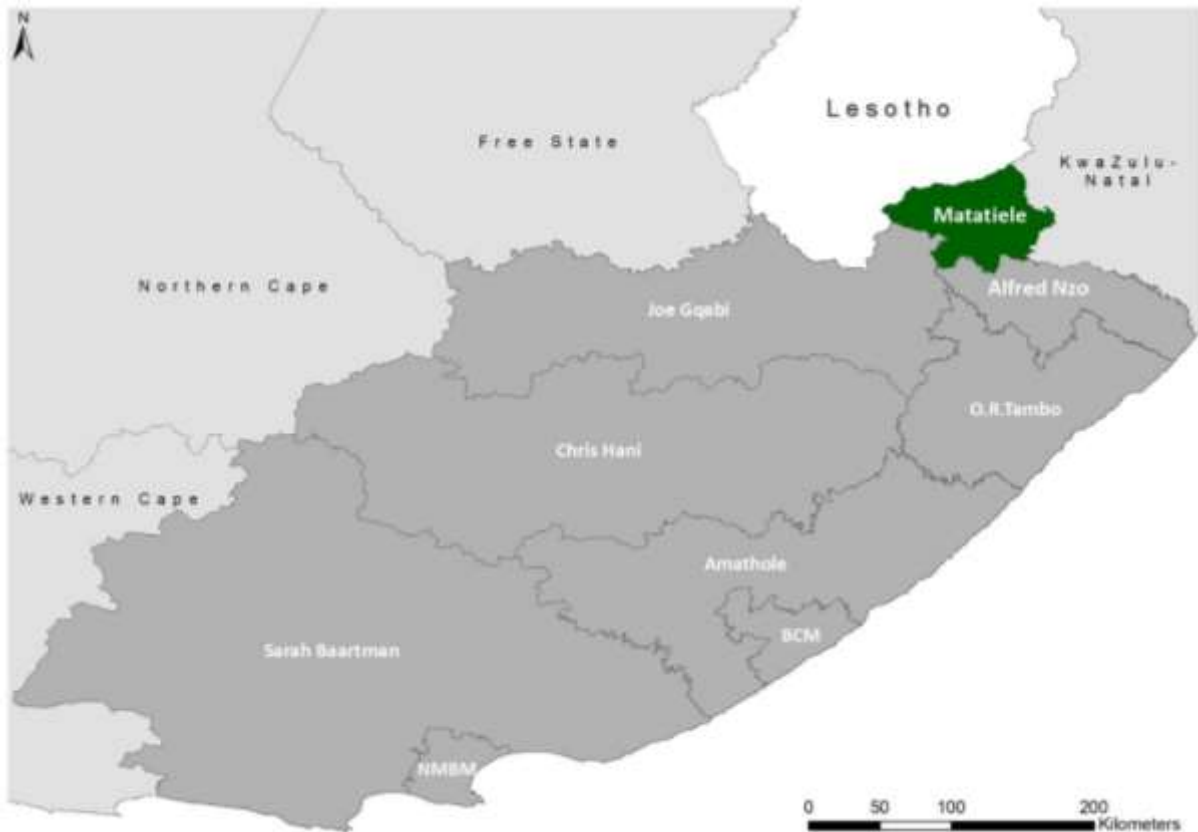 N
Lesotho
Free State
KwaZulu-
Natal
Matatiele
Northern Cape
Alfred Nzo
Joe Gqabi
O.R.Tambo
Chris Hani
Western Cape
Amathole
BCM
Sarah Baartman
NMBM
0 50 100 200
Kilometers